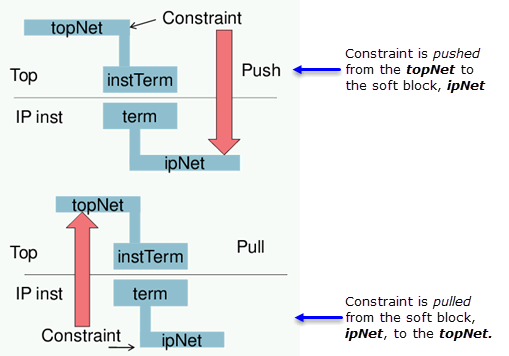 Constraint
topNet
Push
Top
instTerm
IP inst
term
ipNet
Constraint is pushed
from the topNet to
the soft block, ipNet
topNet
Top
instTerm
Pull
IP inst
term
Constraint
ipNet
Constraint is pulled
from the soft block,
ipNet, to the topNet.